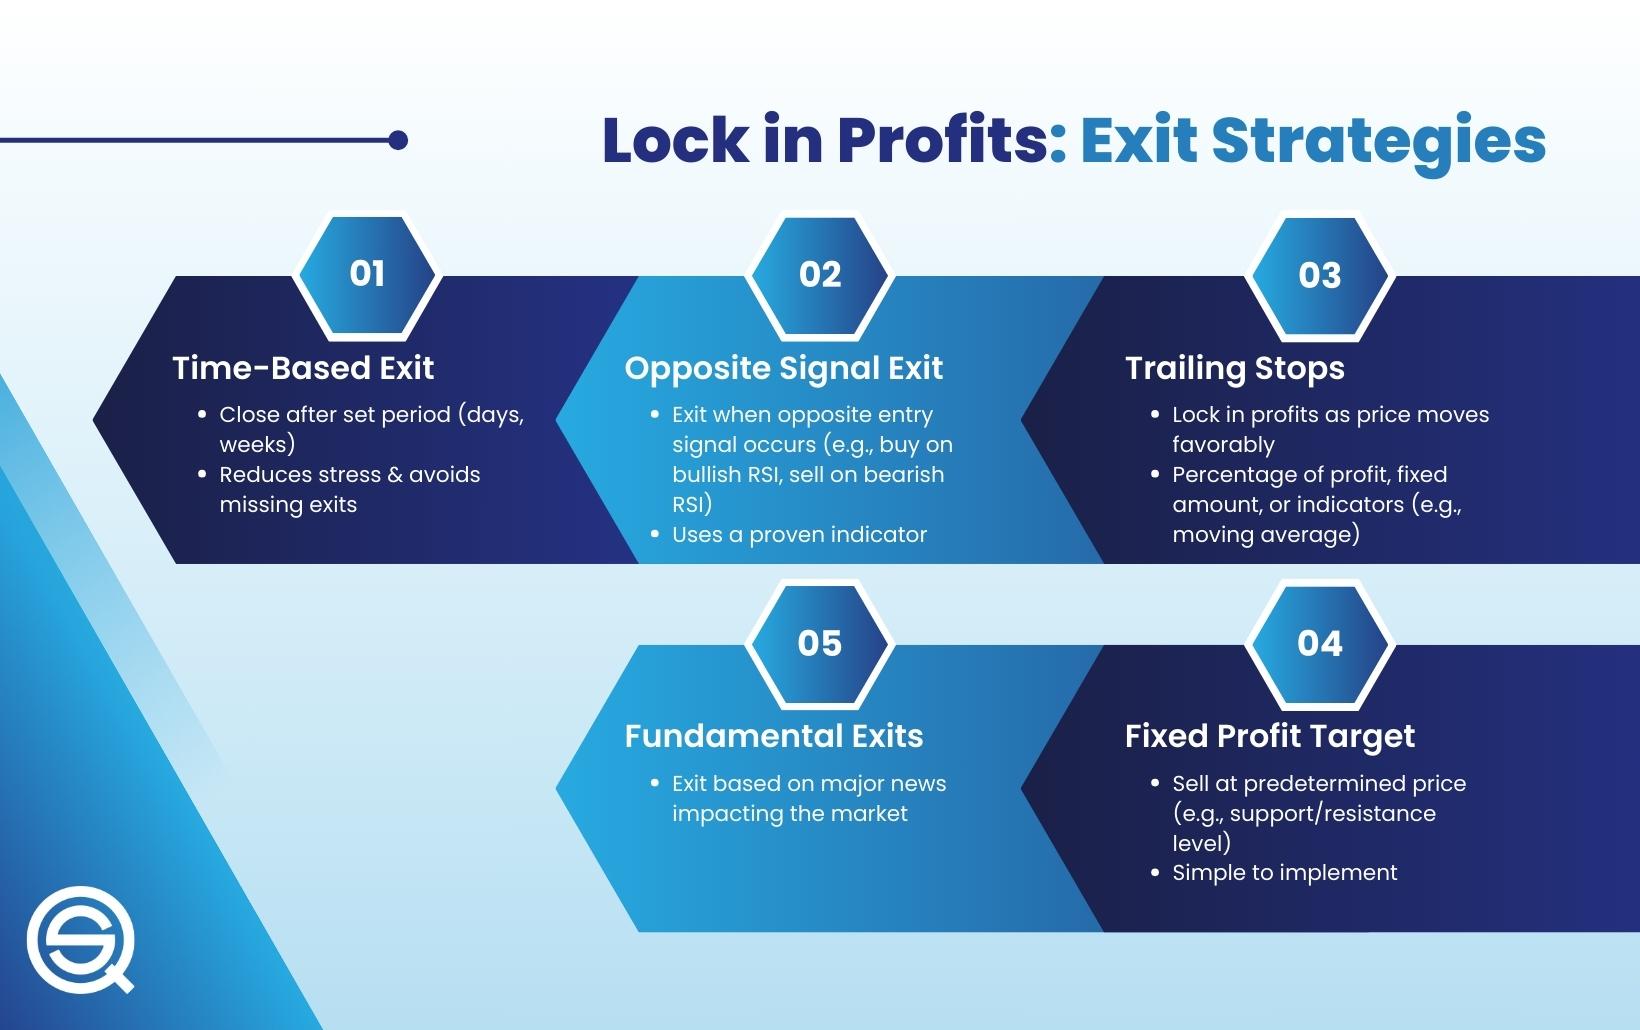 Lock in Profits: Exit Strategies
01
Time-Based Exit
• Close after set period (days,
weeks)
• Reduces stress & avoids
missing exits
02
Opposite Signal Exit
• Exit when opposite entry
signal occurs (e.g., buy on
bullish RSI, sell on bearish
RSI)
• Uses a proven indicator
03
Trailing Stops
• Lock in profits as price moves
favorably
• Percentage of profit, fixed
amount, or indicators (e.g.,
moving average)
04
Fixed Profit Target
• Sell at predetermined price
(e.g., support/resistance
level)
• Simple to implement
05
Fundamental Exits
• Exit based on major news
impacting the market